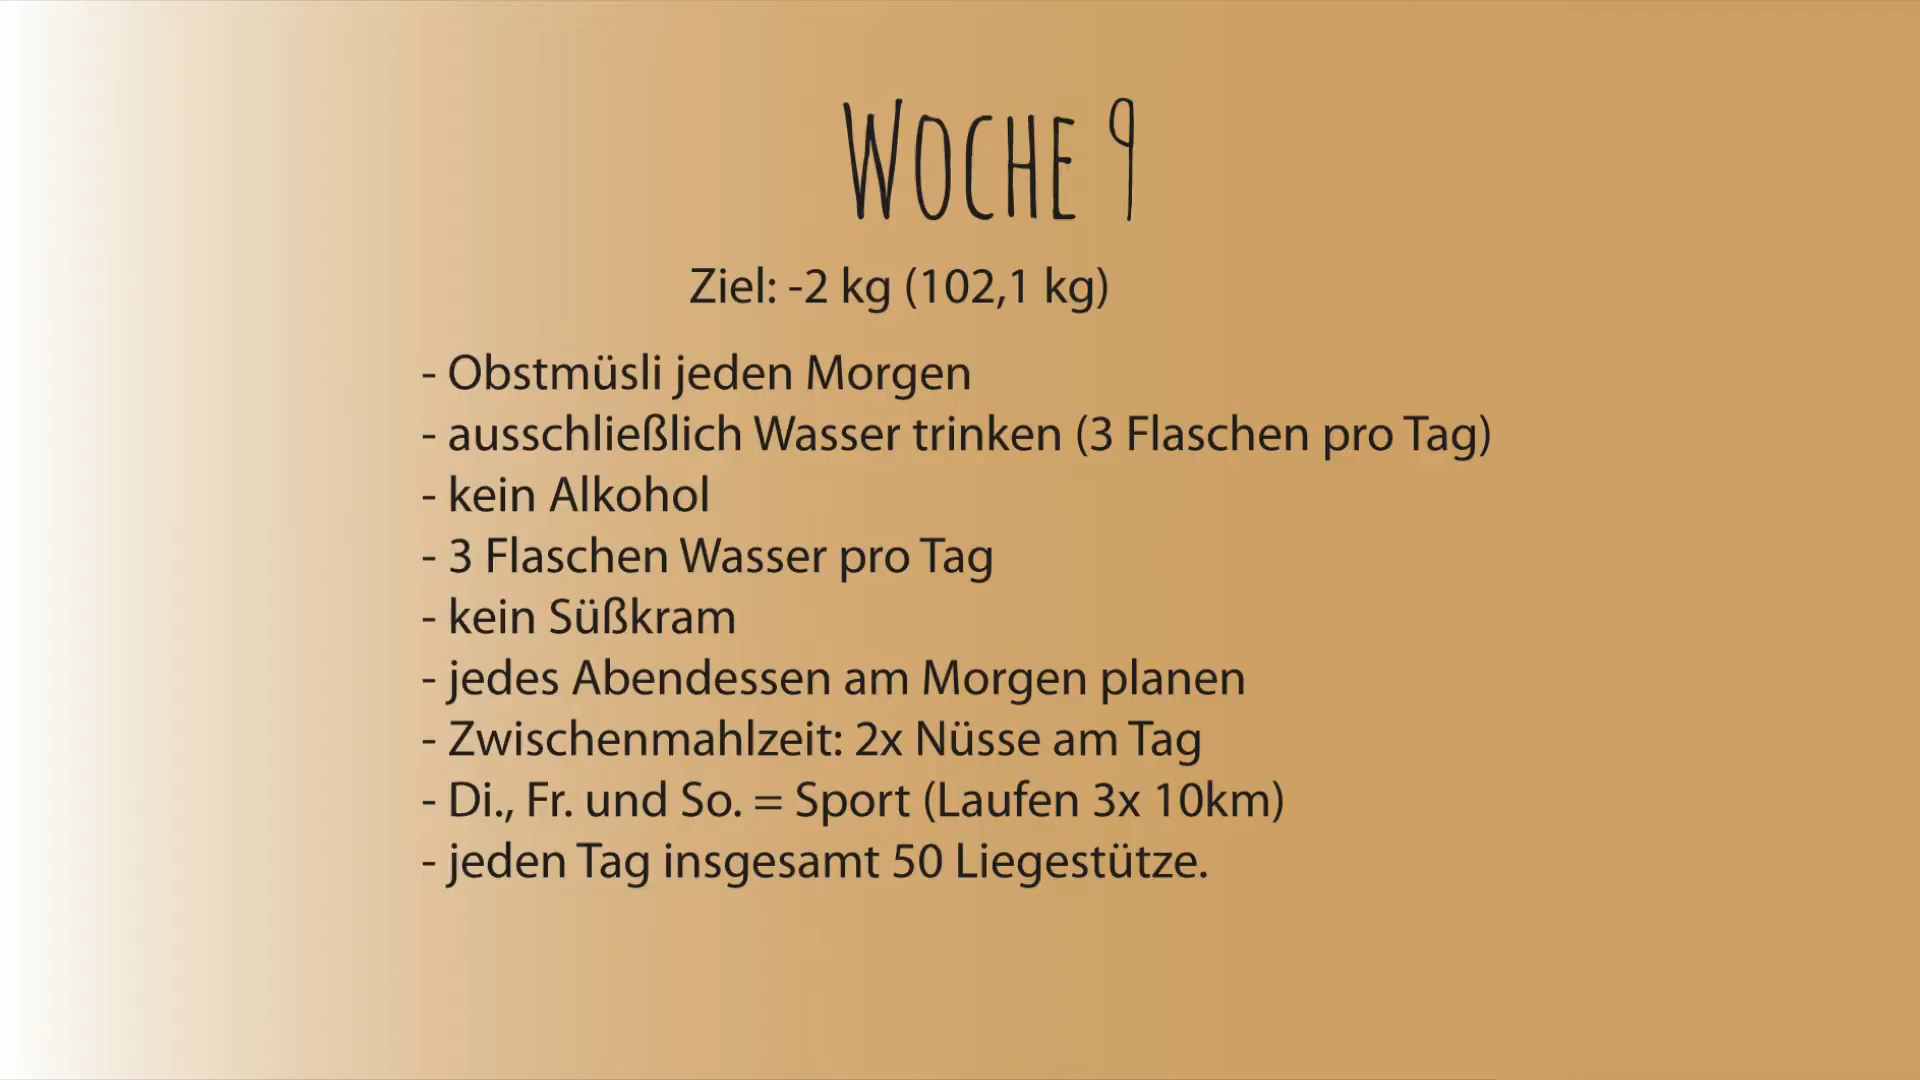 WOCHE 9
Ziel: -2 kg (102,1 kg)
- Obstmüsli jeden Morgen
- ausschließlich Wasser trinken (3 Flaschen pro Tag)
- kein Alkohol
- 3 Flaschen Wasser pro Tag
- kein Süßkram
- jedes Abendessen am Morgen planen
- Zwischenmahlzeit: 2x Nüsse am Tag
- Di., Fr. und So. = Sport (Laufen 3x 10km)
- jeden Tag insgesamt 50 Liegestütze.